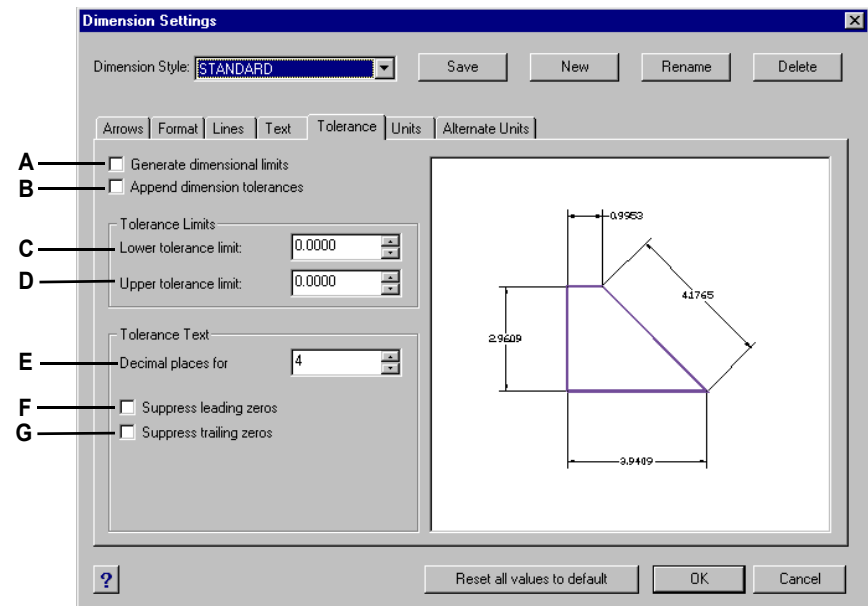 Dimension Settings
Dimension Style: STANDARD Save New Rename Delete
Arrows Format Lines Text Tolerance Units Alternate Units
A Generate dimensional limits
B Append dimension tolerances
Tolerance Limits
C Lower tolerance limit: 0.0000
D Upper tolerance limit: 0.0000
Tolerance Text
E Decimal places for 4
F Suppress leading zeros
G Suppress trailing zeros
0.9953
4.1765
2.9609
3.9409
? Reset all values to default OK Cancel